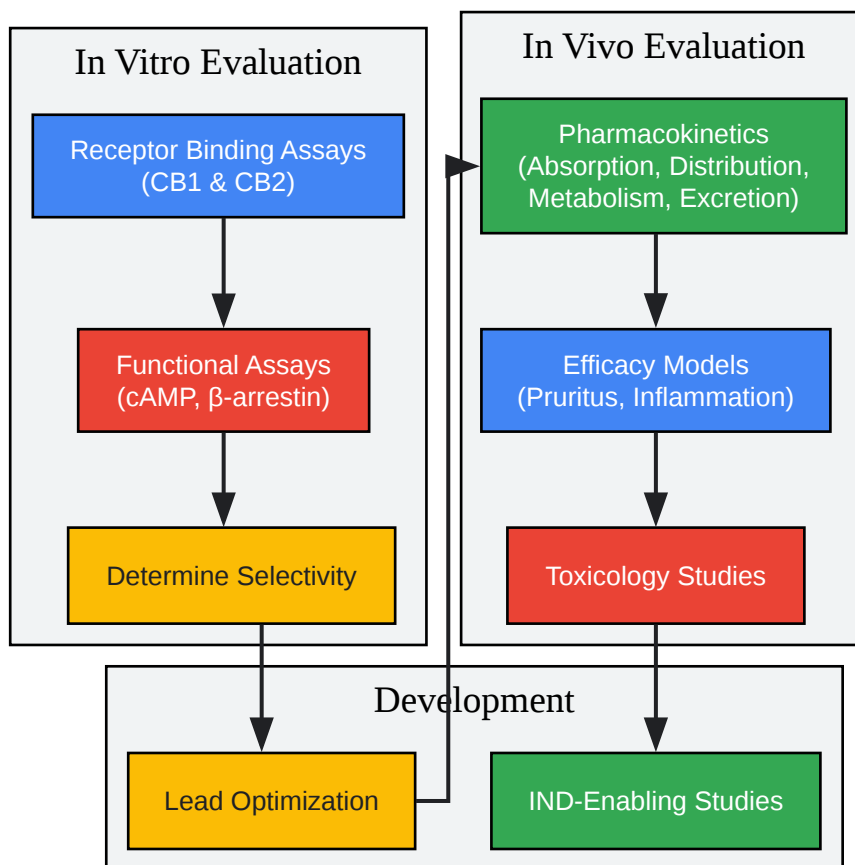 In Vitro Evaluation
Receptor Binding Assays
(CB1 & CB2)
Functional Assays
(cAMP, β-arrestin)
Determine Selectivity
In Vivo Evaluation
Pharmacokinetics
(Absorption, Distribution,
Metabolism, Excretion)
Efficacy Models
(Pruritus, Inflammation)
Toxicology Studies
Development
Lead Optimization
IND-Enabling Studies